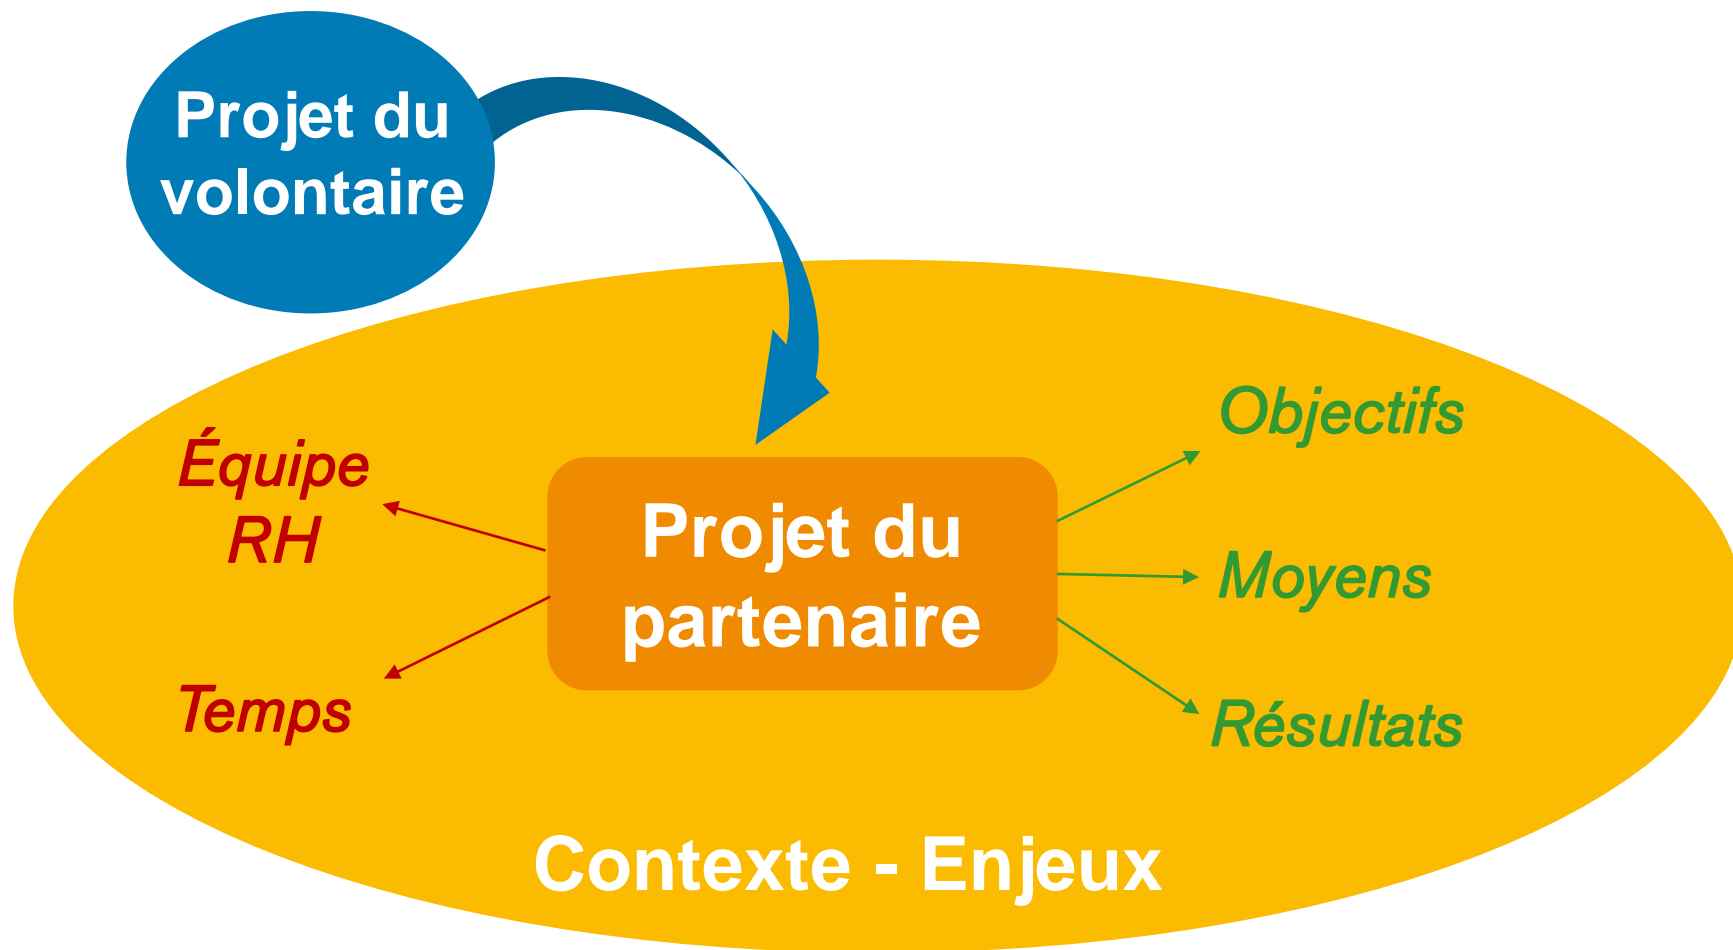 Projet du
volontaire
Équipe
RH
Temps
Projet du
partenaire
Objectifs
Moyens
Résultats
Contexte - Enjeux